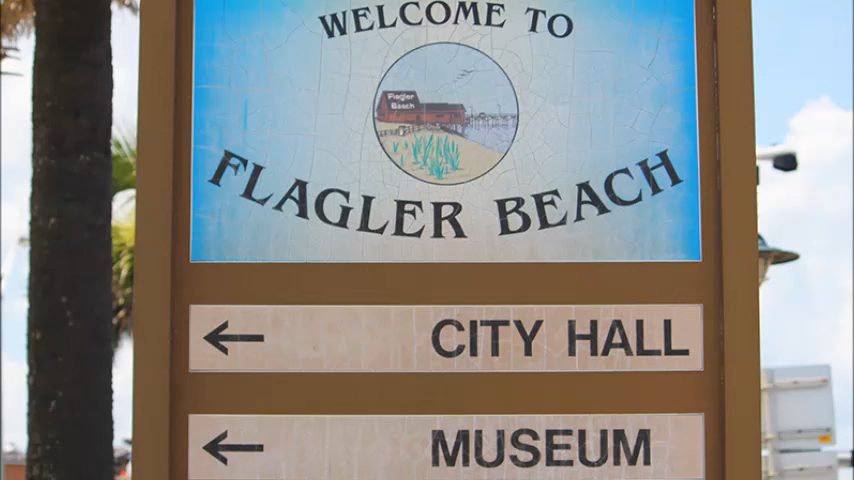 WELCOME TO
Flagler
Beach
FLAGLER BEACH
← CITY HALL
← MUSEUM